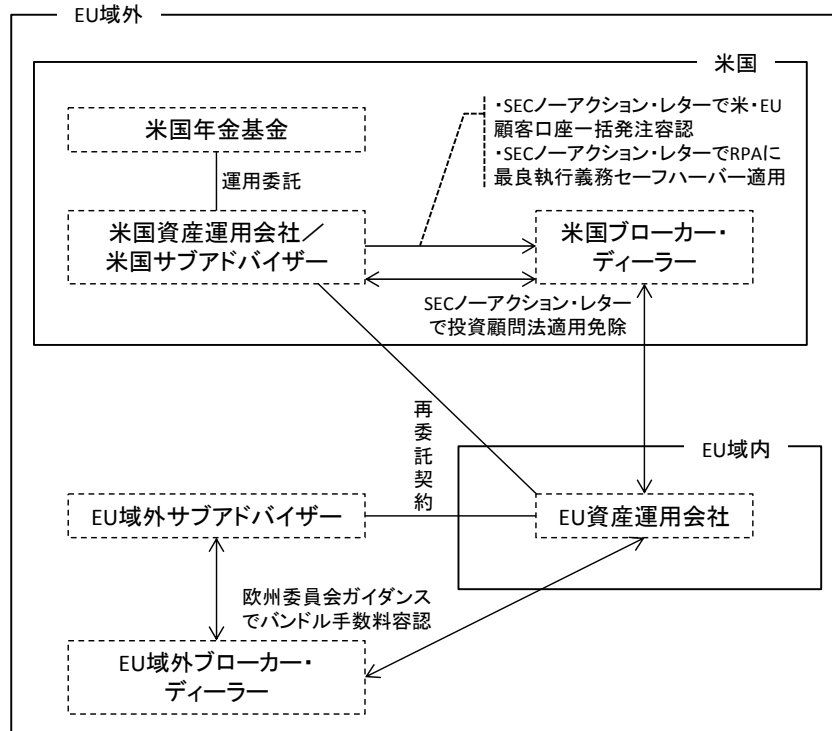 EU域外
米国
・SECノーアクション・レターで米・EU
顧客口座一括発注容認
・SECノーアクション・レターでRPAに
最良執行義務セーフハーバー適用
米国年金基金
運用委託
米国資産運用会社／
米国サブアドバイザー
米国ブローカー・
ディーラー
SECノーアクション・レター
で投資顧問法適用免除
再委託契約
EU域内
EU域外サブアドバイザー
EU資産運用会社
欧州委員会ガイダンス
でバンドル手数料容認
EU域外ブローカー・
ディーラー